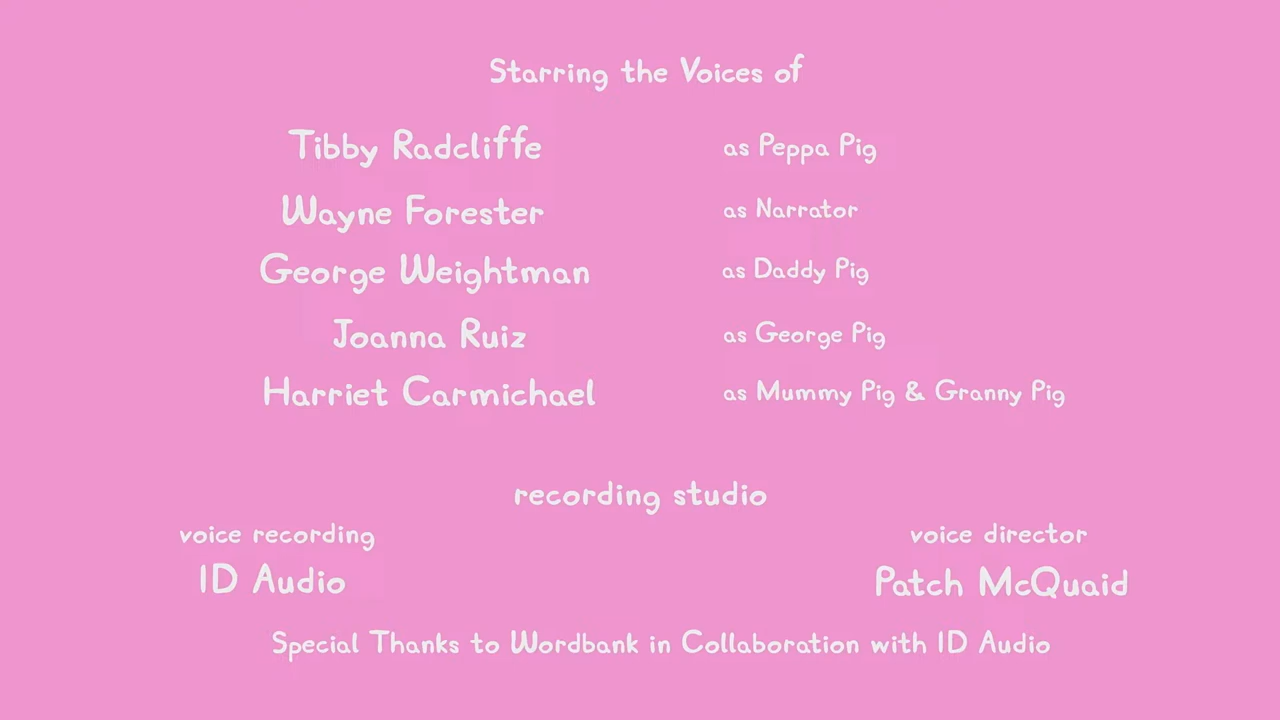 Starring the Voices of
Tibby Radcliffe as Peppa Pig
Wayne Forester as Narrator
George Weightman as Daddy Pig
Joanna Ruiz as George Pig
Harriet Carmichael as Mummy Pig & Granny Pig
recording studio
voice recording voice director
ID Audio Patch McQuaid
Special Thanks to Wordbank in Collaboration with ID Audio